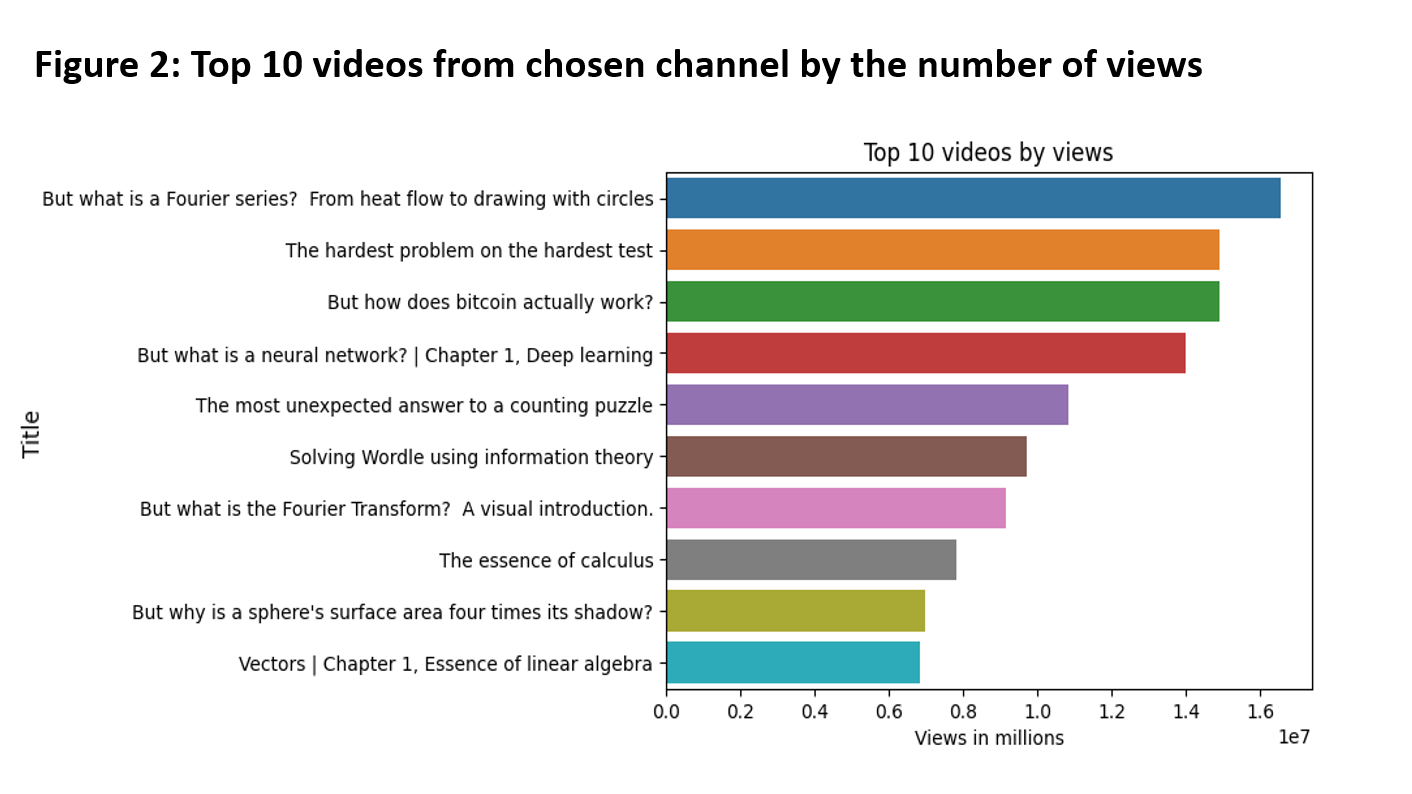 Figure 2: Top 10 videos from chosen channel by the number of views
Top 10 videos by views
But what is a Fourier series?  From heat flow to drawing with circles
The hardest problem on the hardest test
But how does bitcoin actually work?
But what is a neural network? | Chapter 1, Deep learning
The most unexpected answer to a counting puzzle
Solving Wordle using information theory
But what is the Fourier Transform?  A visual introduction.
The essence of calculus
But why is a sphere's surface area four times its shadow?
Vectors | Chapter 1, Essence of linear algebra
Title
0.0 0.2 0.4 0.6 0.8 1.0 1.2 1.4 1.6
Views in millions
1e7